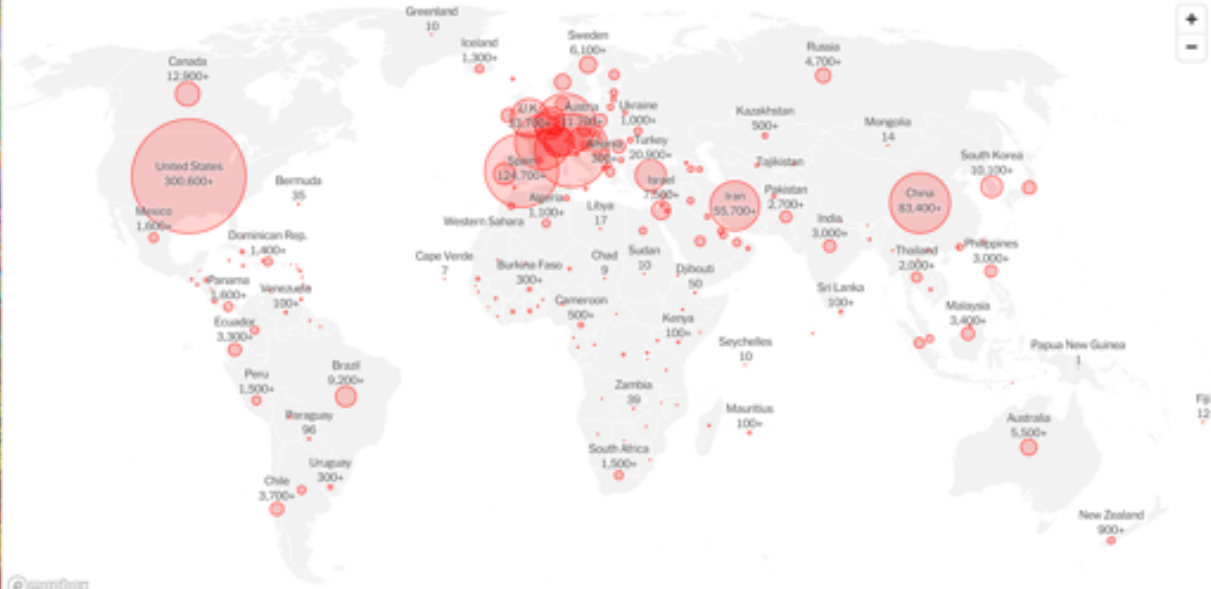 Greenland
10
Iceland
1,300+
Sweden
6,100+
Russia
4,700+
Canada
12,900+
U.K.
Austria
11,700+
Ukraine
1,000+
Kazakhstan
500+
Mongolia
14
United States
300,600+
Spain
124,700+
Albania
300+
Turkey
20,900+
Tajikistan
South Korea
10,100+
Bermuda
35
Israel
7,500+
Iran
55,700+
Pakistan
2,700+
China
83,400+
Mexico
1,600+
Algeria
1,100+
Western Sahara
Libya
17
India
3,000+
Dominican Rep.
1,400+
Cape Verde
7
Burkina Faso
300+
Chad
9
Sudan
10
Djibouti
50
Thailand
2,000+
Philippines
3,000+
Panama
1,600+
Venezuela
100+
Cameroon
500+
Sri Lanka
100+
Malaysia
3,400+
Ecuador
3,300+
Kenya
100+
Seychelles
10
Papua New Guinea
1
Peru
1,500+
Brazil
9,200+
Zambia
39
Mauritius
100+
Fiji
12
Paraguay
96
Australia
5,500+
South Africa
1,500+
Uruguay
300+
Chile
3,700+
New Zealand
900+